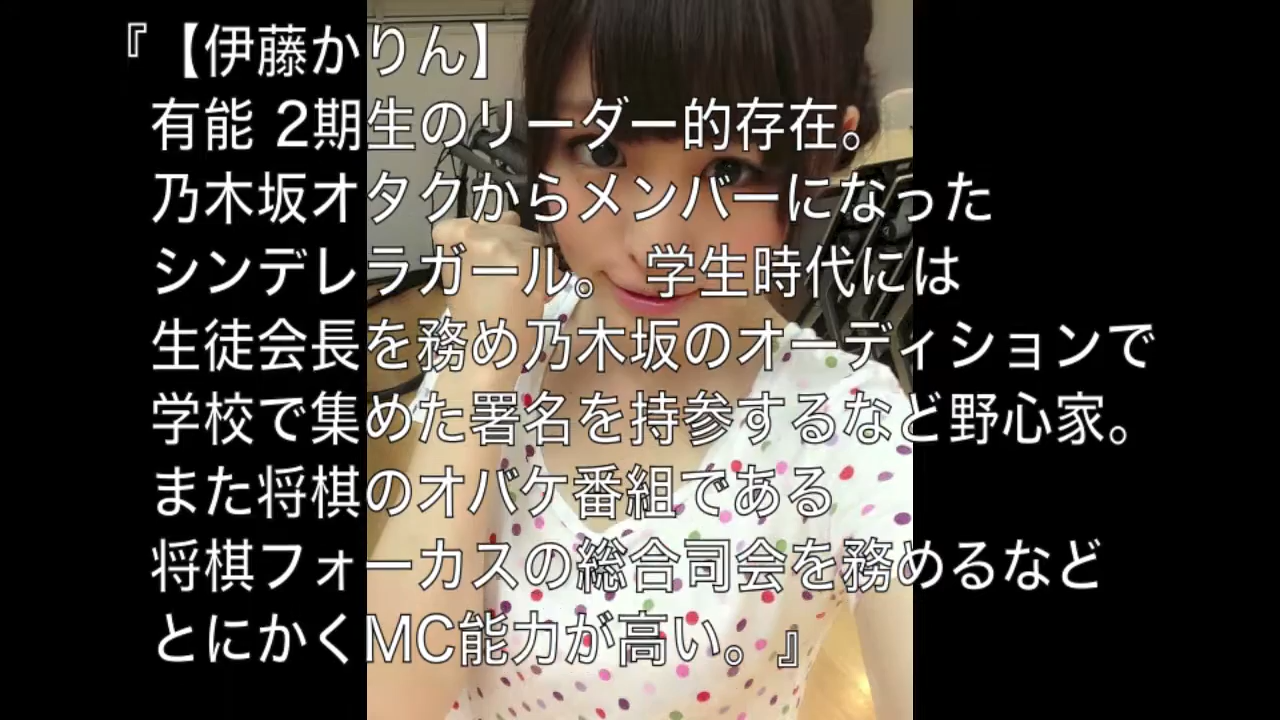 『【伊藤かりん】
有能 2期生のリーダー的存在。
乃木坂オタクからメンバーになった
シンデレラガール。 学生時代には
生徒会長を務め乃木坂のオーディションで
学校で集めた署名を持参するなど野心家。
また将棋のオバケ番組である
将棋フォーカスの総合司会を務めるなど
とにかくMC能力が高い。』